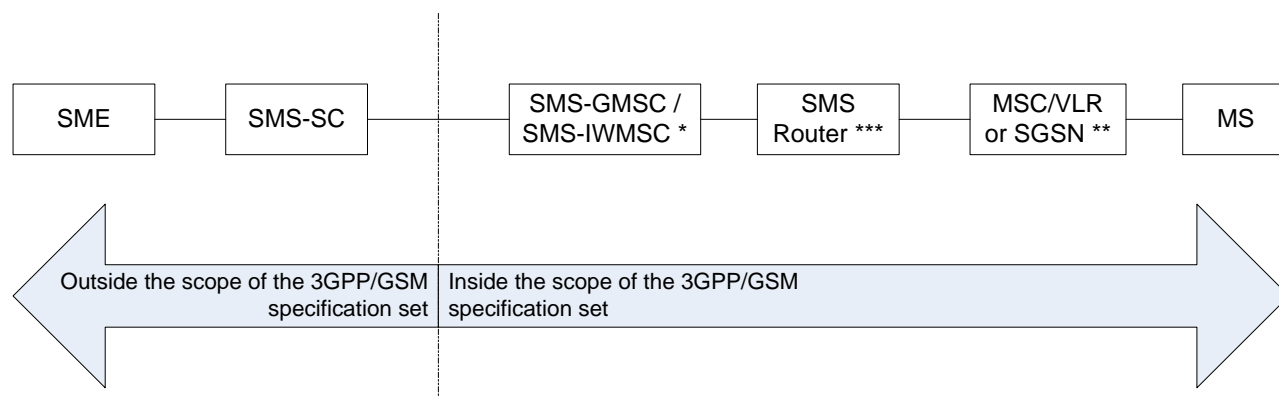 SME
SMS-SC
SMS-GMSC /
SMS-IWMSC *
SMS
Router ***
MSC/VLR
or SGSN **
MS
Outside the scope of the 3GPP/GSM
specification set
Inside the scope of the 3GPP/GSM
specification set